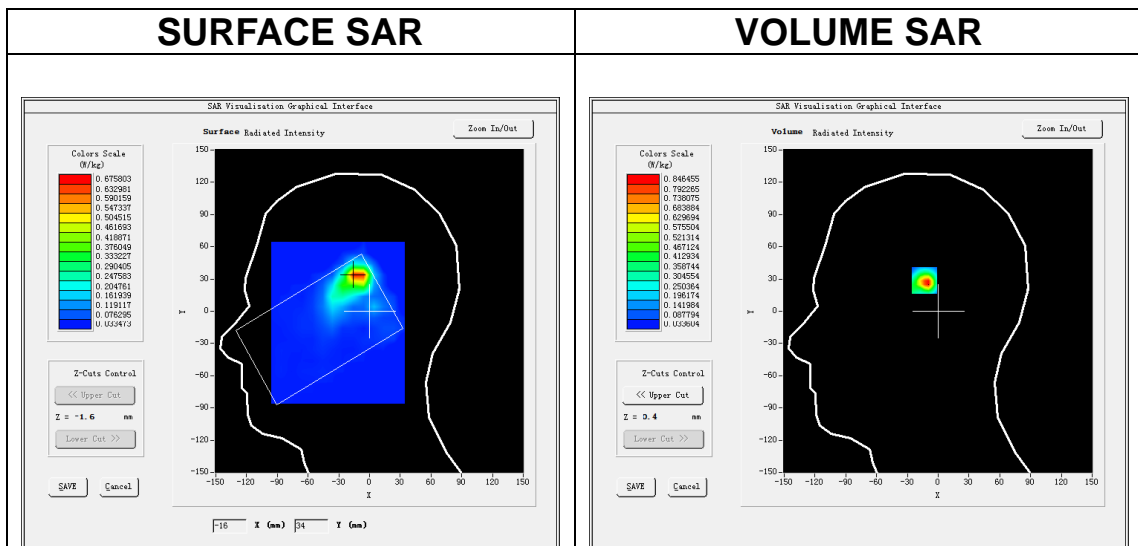 SURFACE SAR
VOLUME SAR
SAR Visualisation Graphical Interface
Surface Radiated Intensity
Zoom In/Out
Colors Scale
(W/kg)
0.675803
0.632981
0.590159
0.547337
0.504515
0.461693
0.418871
0.376049
0.333227
0.290405
0.247583
0.204761
0.161939
0.119117
0.076295
0.033473
150
120
90
60
30
0
-30
-60
-90
-120
-150
Y
-150 -120 -90 -60 -30 0 30 60 90 120 150
X
Z-Cuts Control
<< Upper Cut
Z = -1.6 mm
Lower Cut >>
SAVE Cancel
-16 X (mm) 34 Y (mm)
SAR Visualisation Graphical Interface
Volume Radiated Intensity
Zoom In/Out
Colors Scale
(W/kg)
0.846455
0.792265
0.738075
0.683884
0.629694
0.575504
0.521314
0.467124
0.412934
0.358744
0.304554
0.250364
0.196174
0.141984
0.087794
0.033604
150
120
90
60
30
0
-30
-60
-90
-120
-150
Y
-150 -120 -90 -60 -30 0 30 60 90 120 150
X
Z-Cuts Control
<< Upper Cut
Z = 0.4 mm
Lower Cut >>
SAVE Cancel